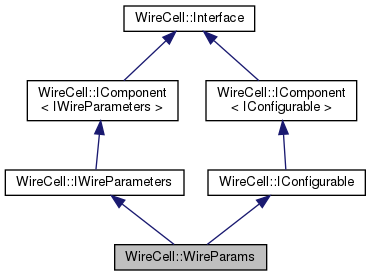 WireCell::Interface
WireCell::IComponent
< IWireParameters >
WireCell::IComponent
< IConfigurable >
WireCell::IWireParameters
WireCell::IConfigurable
WireCell::WireParams